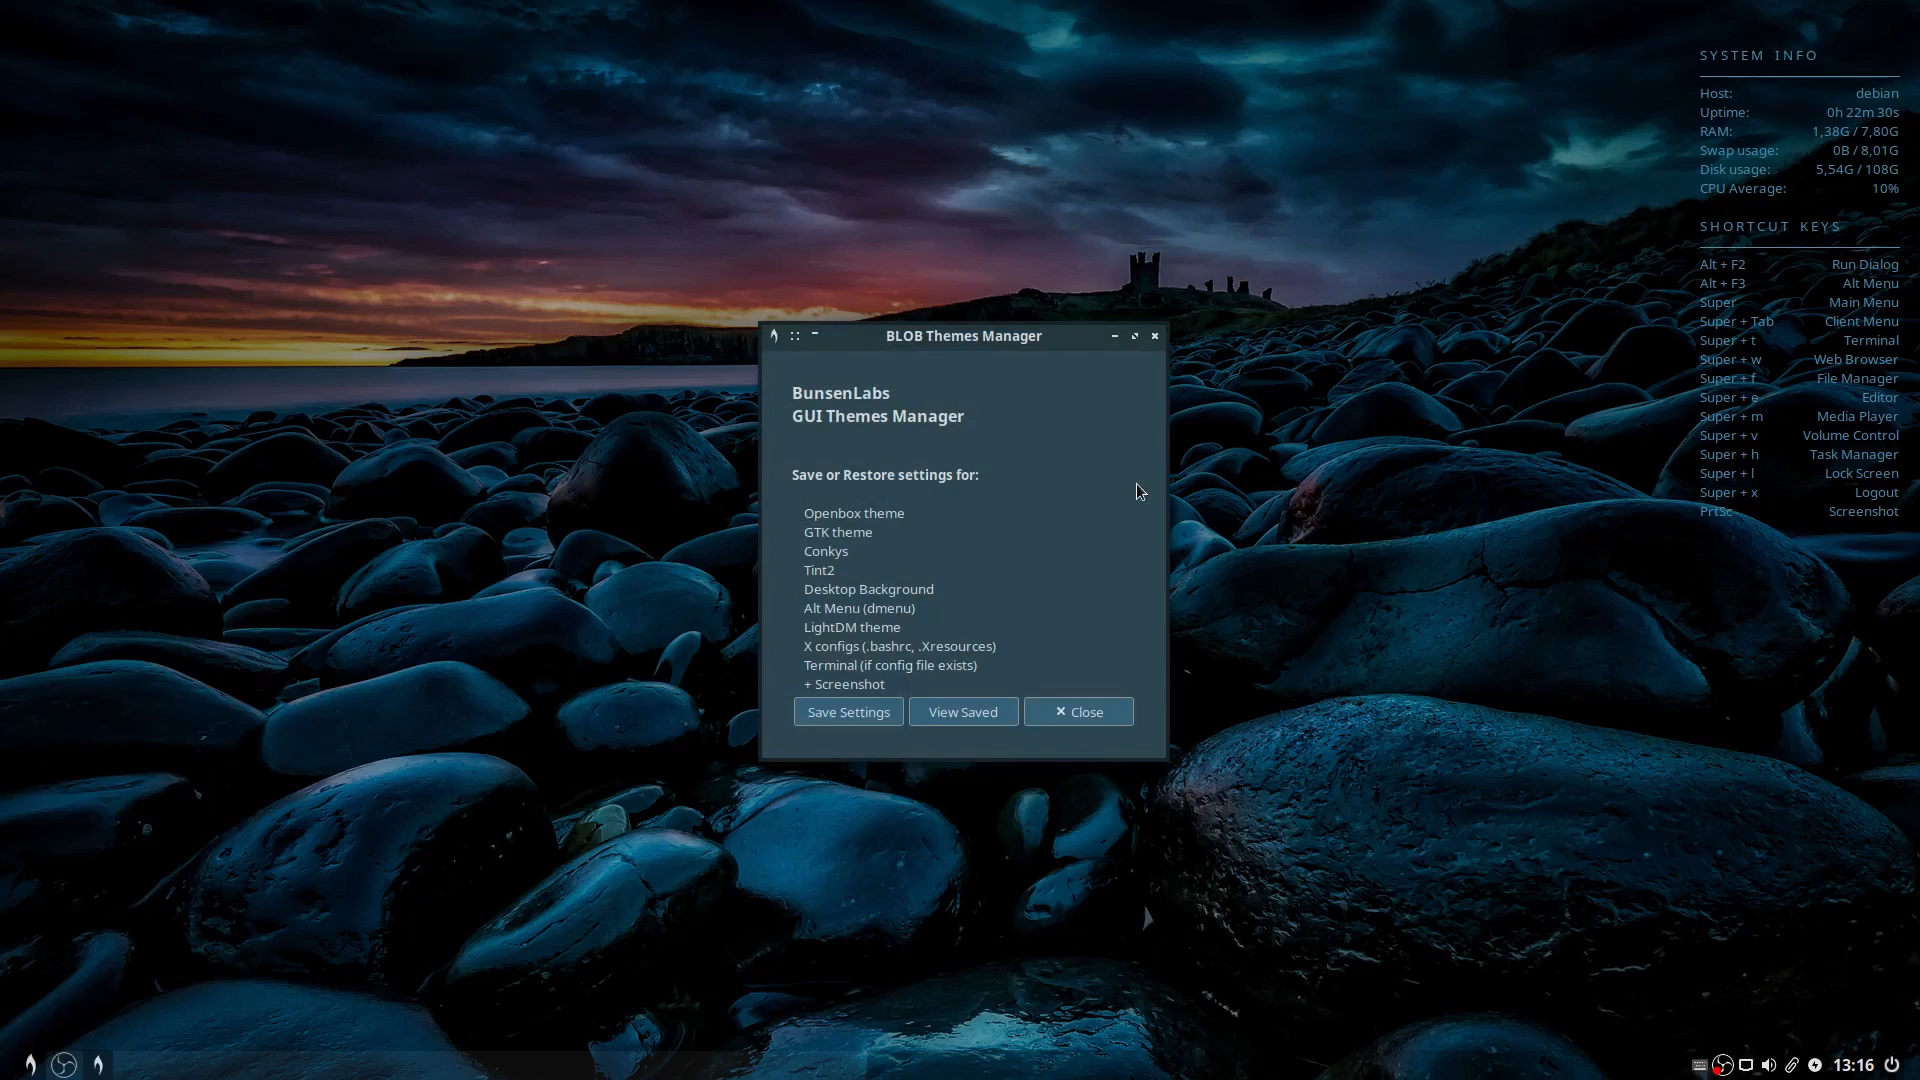 SYSTEM INFO
Host: debian
Uptime: 0h 22m 30s
RAM: 1,38G / 7,80G
Swap usage: 0B / 8,01G
Disk usage: 5,54G / 108G
CPU Average: 10%
SHORTCUT KEYS
Alt + F2 Run Dialog
Alt + F3 Alt Menu
Super Main Menu
Super + Tab Client Menu
Super + t Terminal
Super + w Web Browser
Super + f File Manager
Super + e Editor
Super + m Media Player
Super + v Volume Control
Super + h Task Manager
Super + l Lock Screen
Super + x Logout
PrtSc Screenshot
BLOB Themes Manager
BunsenLabs
GUI Themes Manager
Save or Restore settings for:
Openbox theme
GTK theme
Conkys
Tint2
Desktop Background
Alt Menu (dmenu)
LightDM theme
X configs (.bashrc, .Xresources)
Terminal (if config file exists)
+ Screenshot
Save Settings View Saved Close
13:16